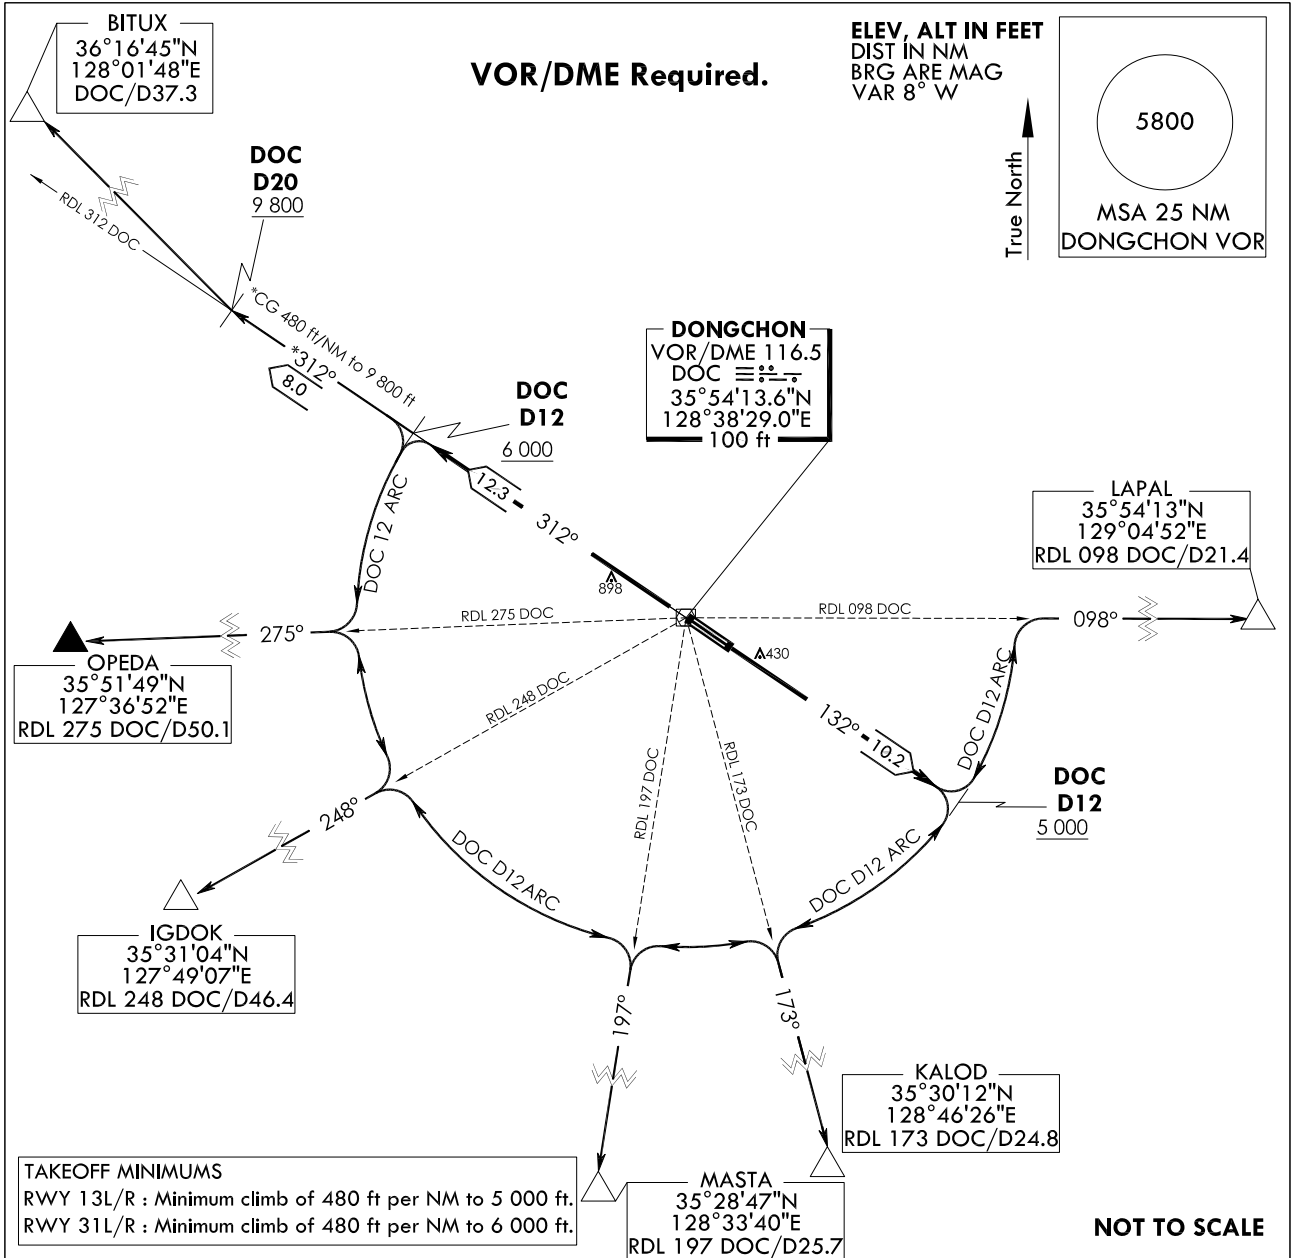 BITUX
36°16'45"N
128°01'48"E
DOC/D37.3
VOR/DME Required.
ELEV, ALT IN FEET
DIST IN NM
BRG ARE MAG
VAR 8° W
True North
5800
MSA 25 NM
DONGCHON VOR
DOC
D20
9 800
RDL 312 DOC
*CG 480 ft/NM to 9 800 ft
*312°
8.0
DOC
D12
6 000
DONGCHON
VOR/DME 116.5
DOC
35°54'13.6"N
128°38'29.0"E
100 ft
12.3
312°
DOC 12 ARC
LAPAL
35°54'13"N
129°04'52"E
RDL 098 DOC/D21.4
898
RDL 275 DOC
RDL 098 DOC
275°
098°
430
OPEDA
35°51'49"N
127°36'52"E
RDL 275 DOC/D50.1
RDL 248 DOC
RDL 197 DOC
RDL 173 DOC
132°
10.2
DOC D12 ARC
DOC
D12
5 000
248°
DOC D12 ARC
DOC D12 ARC
IGDOK
35°31'04"N
127°49'07"E
RDL 248 DOC/D46.4
197°
173°
KALOD
35°30'12"N
128°46'26"E
RDL 173 DOC/D24.8
TAKEOFF MINIMUMS
RWY 13L/R : Minimum climb of 480 ft per NM to 5 000 ft.
RWY 31L/R : Minimum climb of 480 ft per NM to 6 000 ft.
MASTA
35°28'47"N
128°33'40"E
RDL 197 DOC/D25.7
NOT TO SCALE